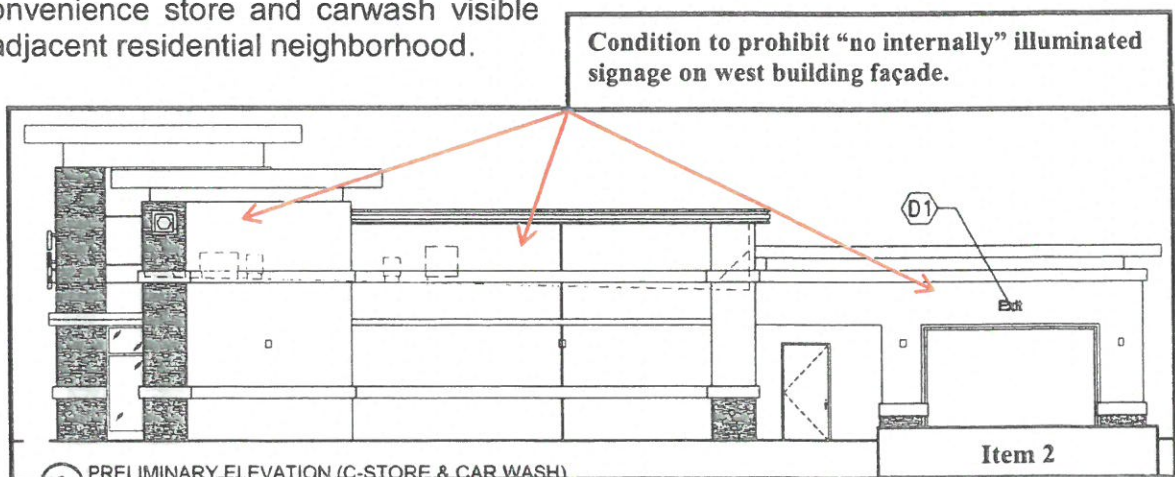 onvenience store and carwash visible
adjacent residential neighborhood.
Condition to prohibit “no internally” illuminated
signage on west building façade.
D1
Exit
Item 2
PRELIMINARY ELEVATION (C-STORE & CAR WASH)